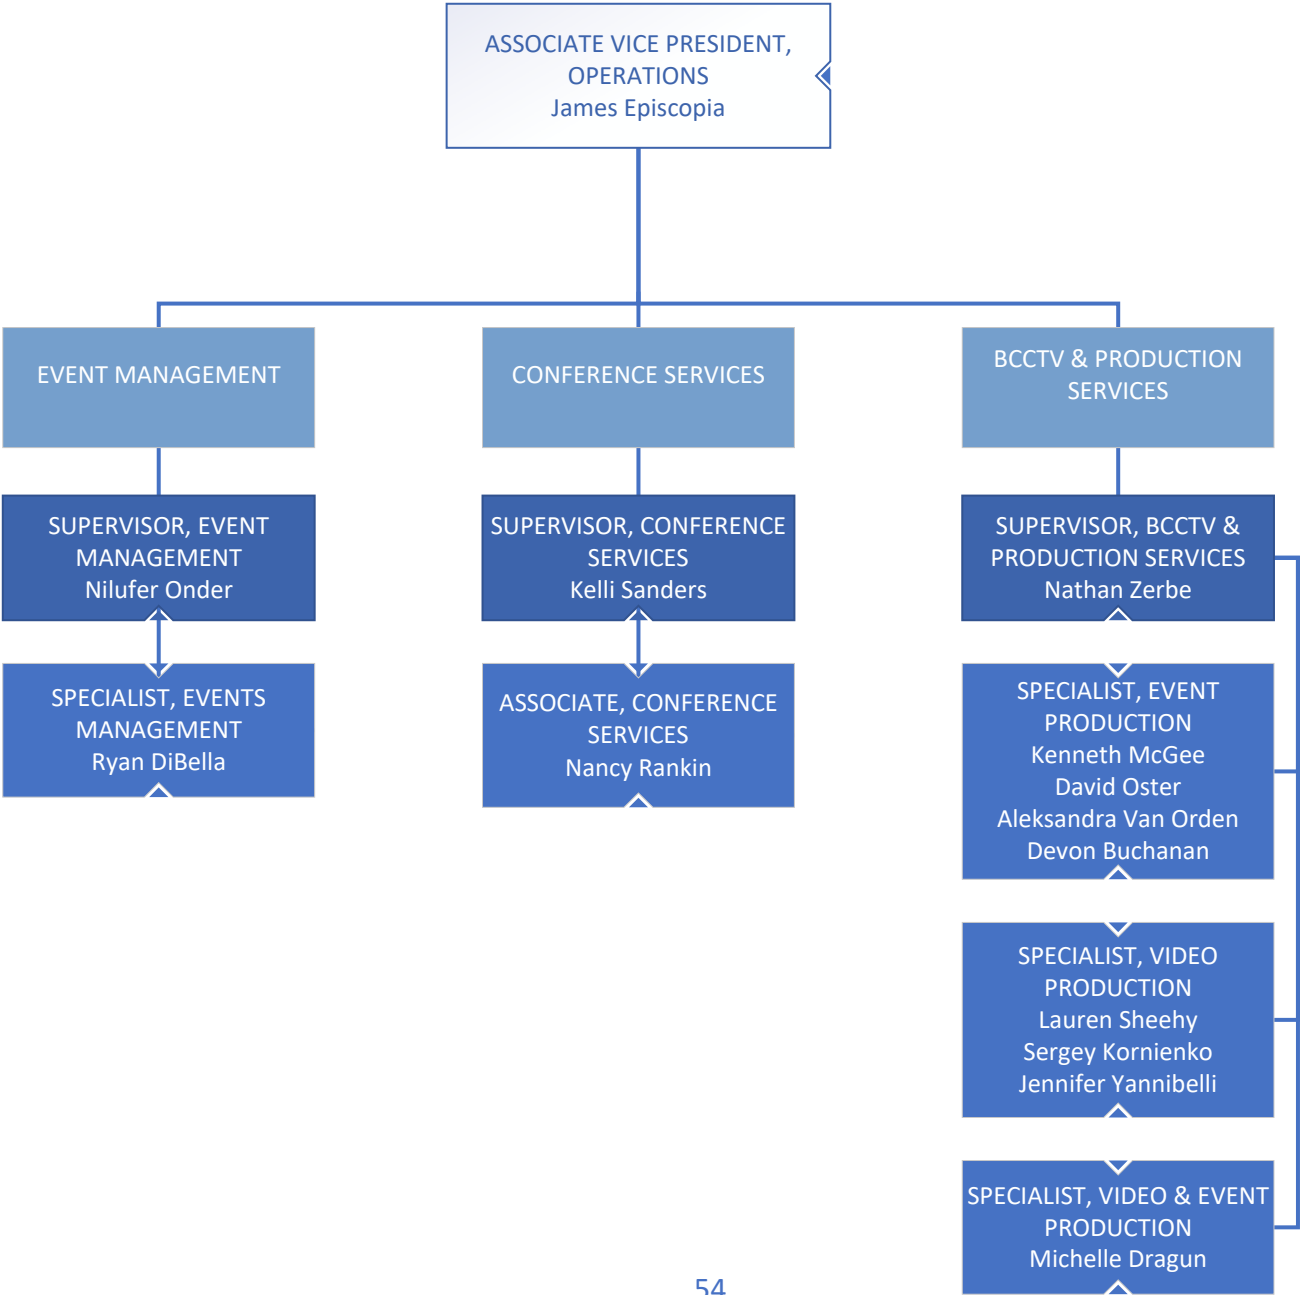 ASSOCIATE VICE PRESIDENT,
OPERATIONS
James Episcopia
EVENT MANAGEMENT
CONFERENCE SERVICES
BCCTV & PRODUCTION
SERVICES
SUPERVISOR, EVENT
MANAGEMENT
Nilufer Onder
SUPERVISOR, CONFERENCE
SERVICES
Kelli Sanders
SUPERVISOR, BCCTV &
PRODUCTION SERVICES
Nathan Zerbe
SPECIALIST, EVENTS
MANAGEMENT
Ryan DiBella
ASSOCIATE, CONFERENCE
SERVICES
Nancy Rankin
SPECIALIST, EVENT
PRODUCTION
Kenneth McGee
David Oster
Aleksandra Van Orden
Devon Buchanan
SPECIALIST, VIDEO
PRODUCTION
Lauren Sheehy
Sergey Kornienko
Jennifer Yannibelli
SPECIALIST, VIDEO & EVENT
PRODUCTION
Michelle Dragun
54